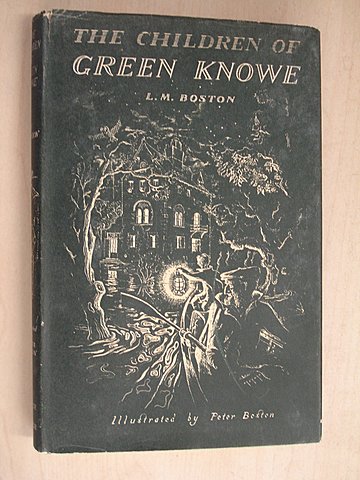 THE CHILDREN OF
GREEN KNOWE
L. M. BOSTON
Illustrated by Peter Boston